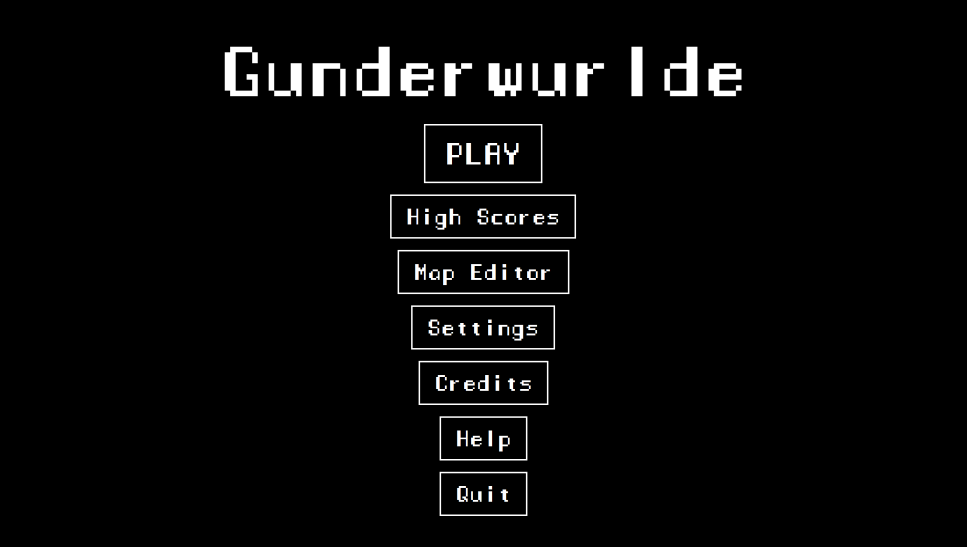 Gunderwurlde
PLAY
High Scores
Map Editor
Settings
Credits
Help
Quit